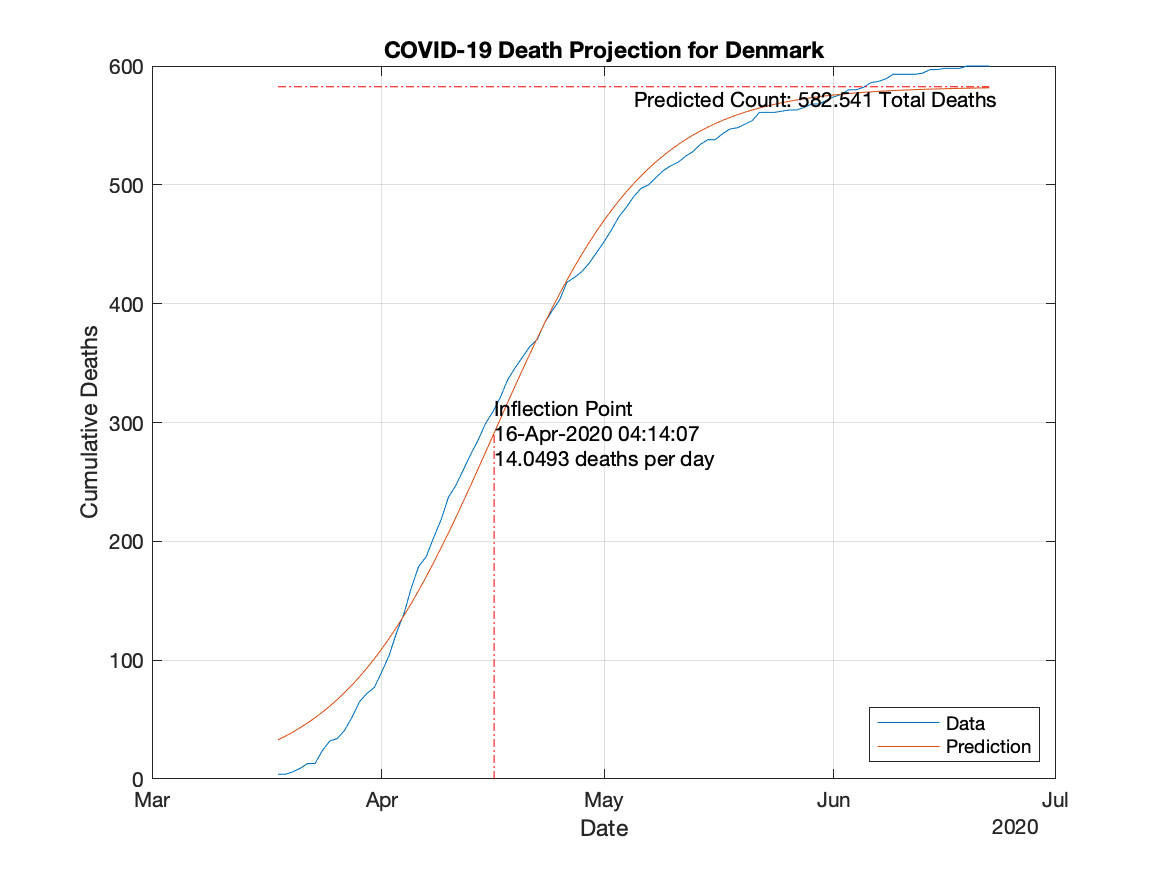 COVID-19 Death Projection for Denmark
600
Predicted Count: 582.541 Total Deaths
500
400
Inflection Point
300
16-Apr-2020 04:14:07
14.0493 deaths per day
Cumulative Deaths
200
100
Data
Prediction
0
Mar Apr May Jun Jul
Date
2020